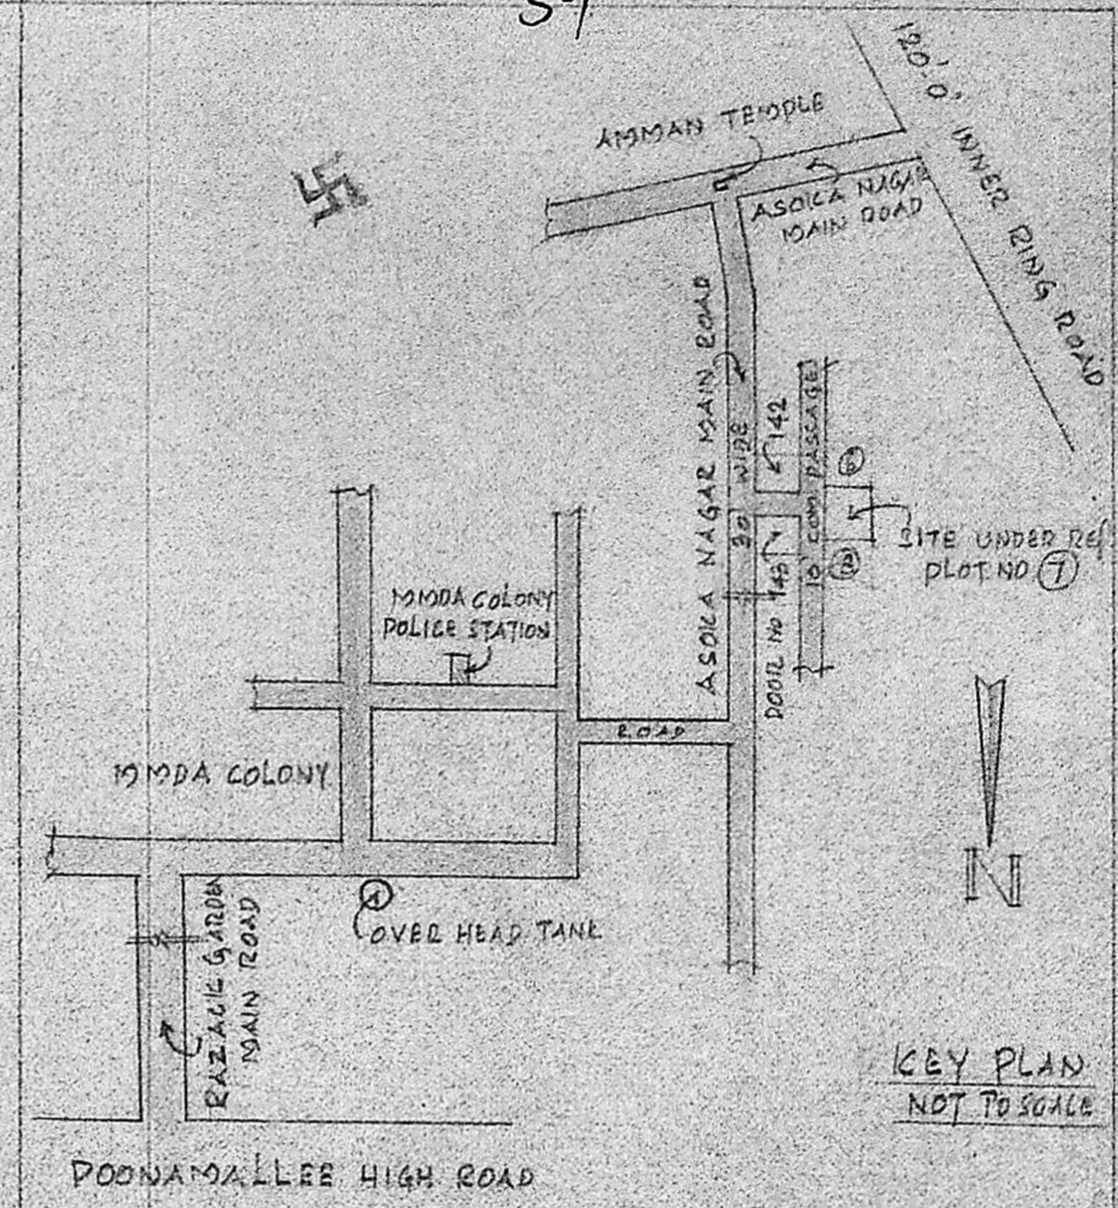 120'.0" INNER RING ROAD
AMMAN TEMPLE
ASOKA NAGAR
MAIN ROAD
ASOKA NAGAR MAIN ROAD
30 WIDE
142
10' COM PASSAGE
SITE UNDER REF
PLOT NO 7
DOOR NO 143
MMDA COLONY
POLICE STATION
ROAD
MMDA COLONY
OVER HEAD TANK
RAZACK GARDEN
MAIN ROAD
N
KEY PLAN
NOT TO SCALE
POONAMALLEE HIGH ROAD